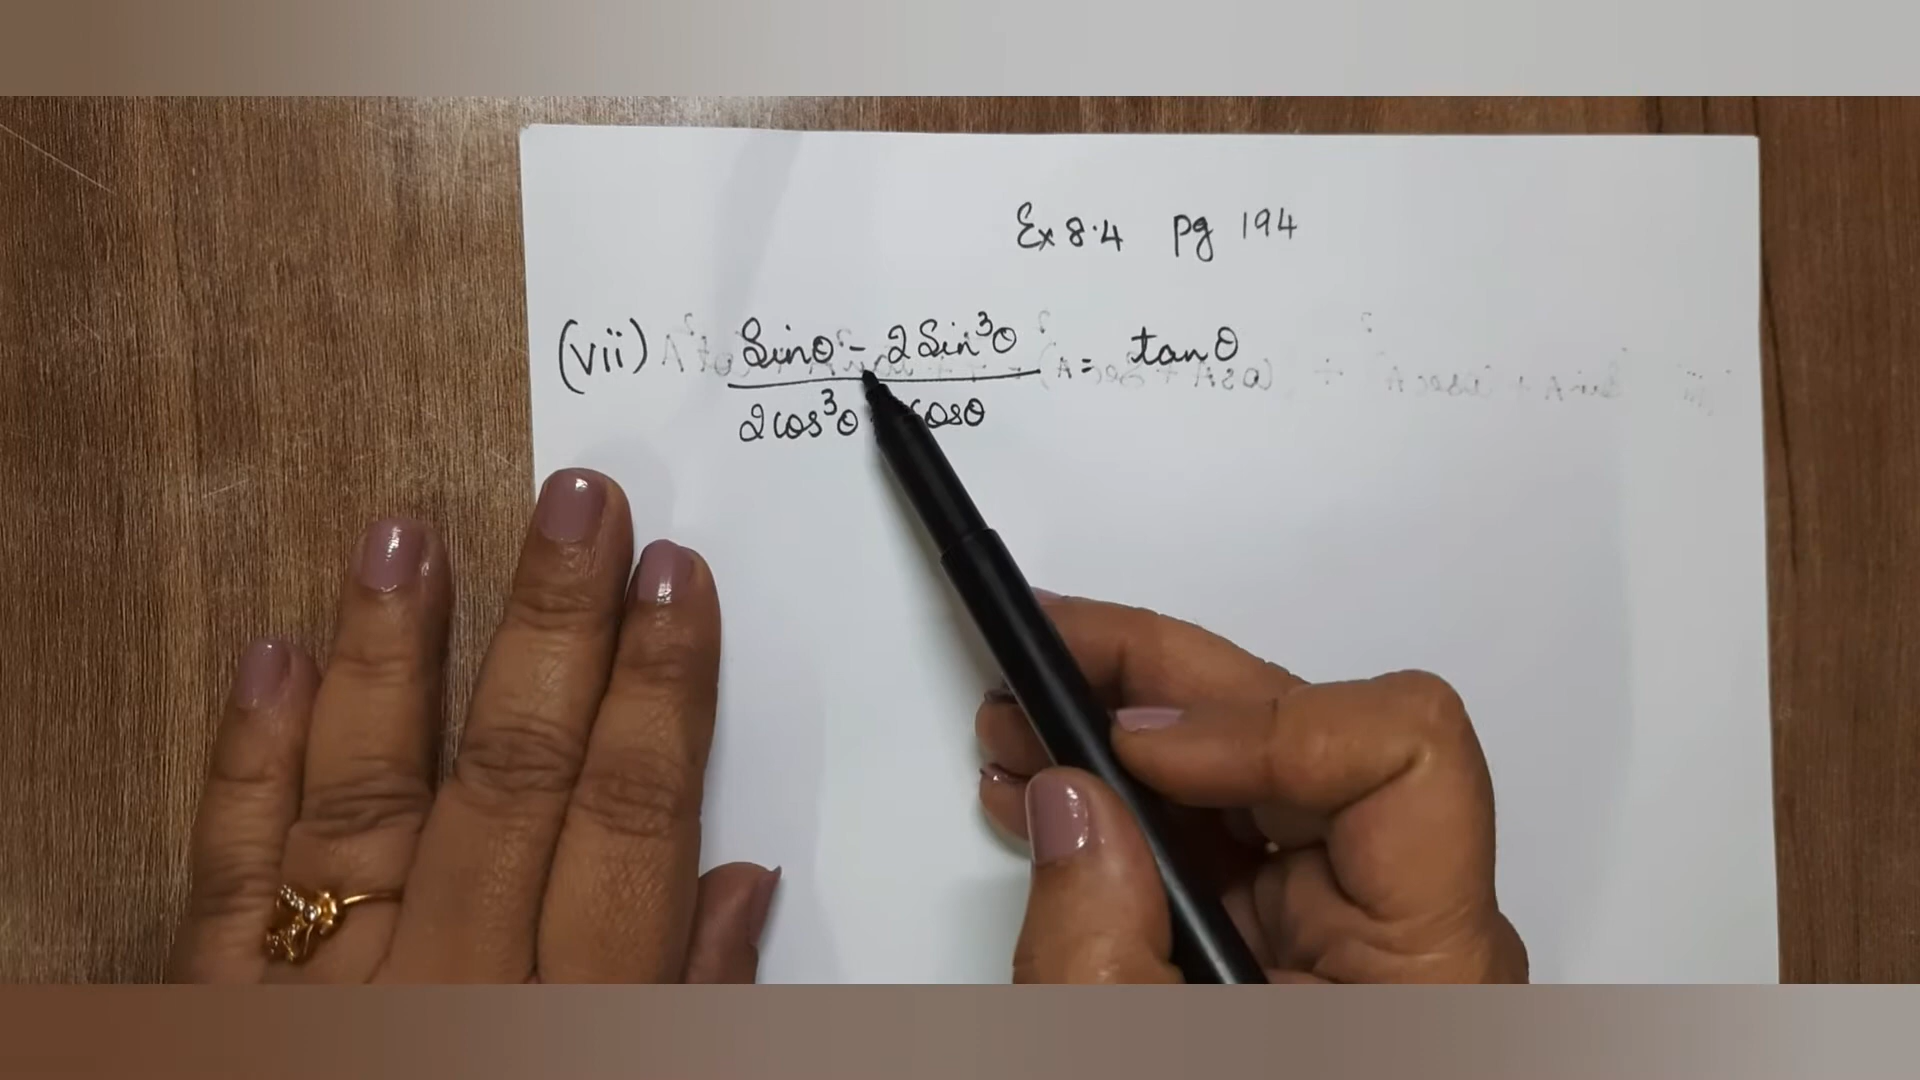 Ex 8.4 pg 194
(vii) Sinθ - 2Sin³θ = tanθ
2cos³θ cosθ